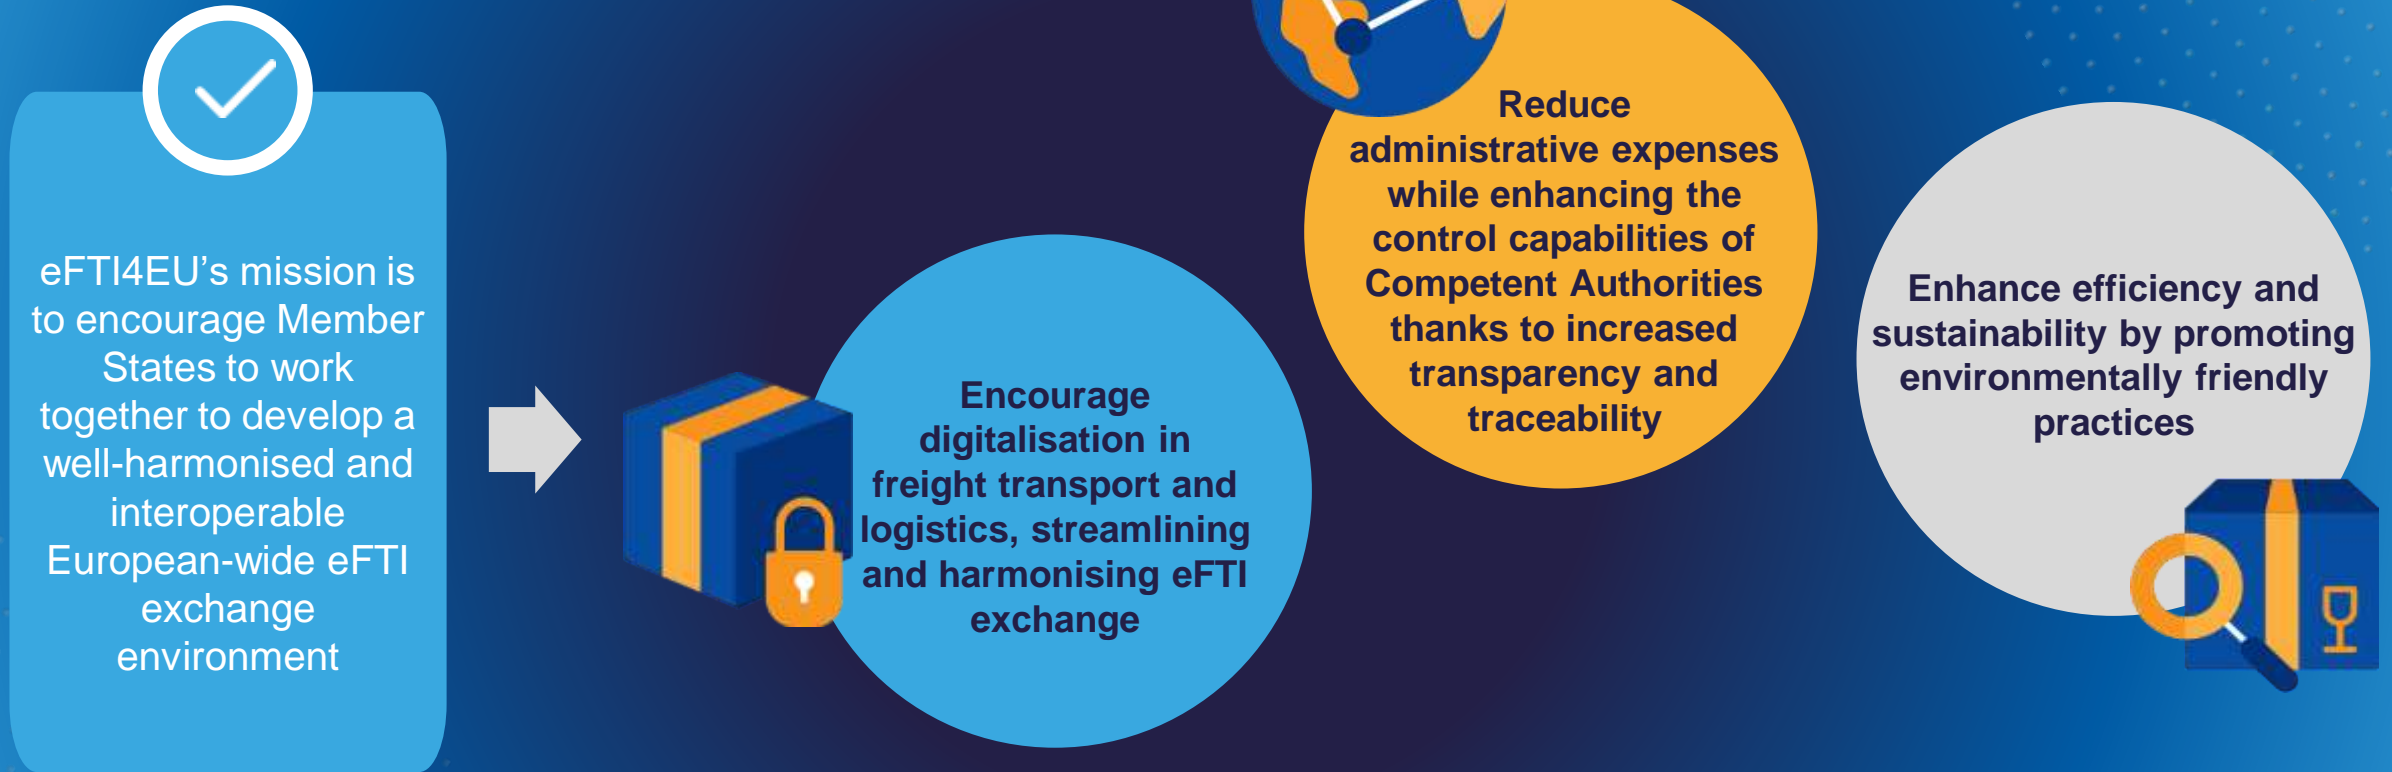 eFTI4EU’s mission is
to encourage Member
States to work
together to develop a
well-harmonised and
interoperable
European-wide eFTI
exchange
environment
Encourage
digitalisation in
freight transport and
logistics, streamlining
and harmonising eFTI
exchange
Reduce
administrative expenses
while enhancing the
control capabilities of
Competent Authorities
thanks to increased
transparency and
traceability
Enhance efficiency and
sustainability by promoting
environmentally friendly
practices